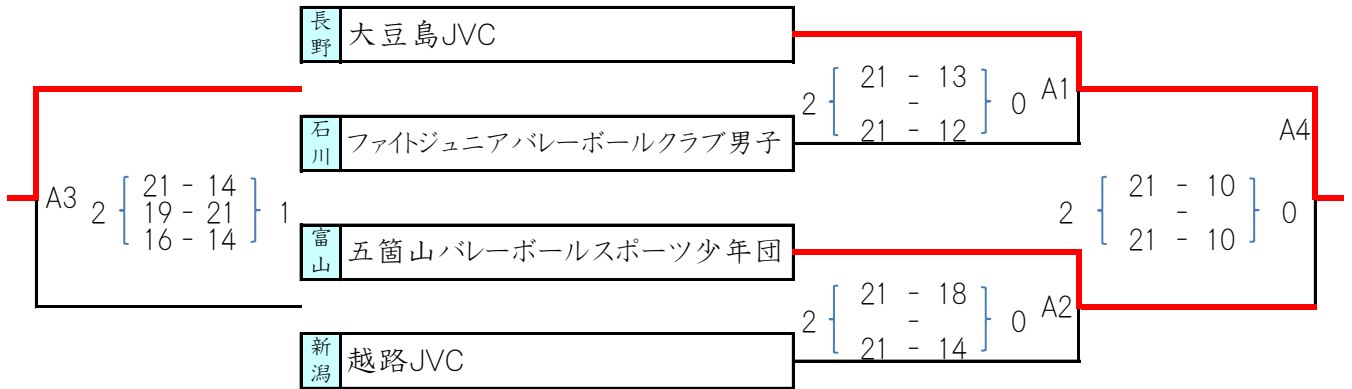 長野 大豆島JVC
21 - 13
2 - 0 A1
21 - 12
石川 ファイトジュニアバレーボールクラブ男子
A4
A3 2 1
21 - 14
19 - 21
16 - 14
21 - 10
2 - 0
21 - 10
富山 五箇山バレーボールスポーツ少年団
21 - 18
2 - 0 A2
21 - 14
新潟 越路JVC